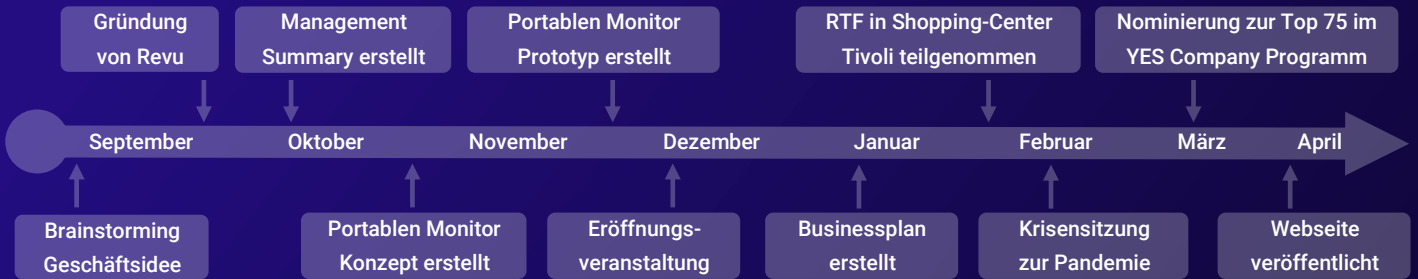 Gründung
von Revu
Management
Summary erstellt
Portablen Monitor
Prototyp erstellt
RTF in Shopping-Center
Tivoli teilgenommen
Nominierung zur Top 75 im
YES Company Programm
September Oktober November Dezember Januar Februar März April
Brainstorming
Geschäftsidee
Portablen Monitor
Konzept erstellt
Eröffnungs-
veranstaltung
Businessplan
erstellt
Krisensitzung
zur Pandemie
Webseite
veröffentlicht